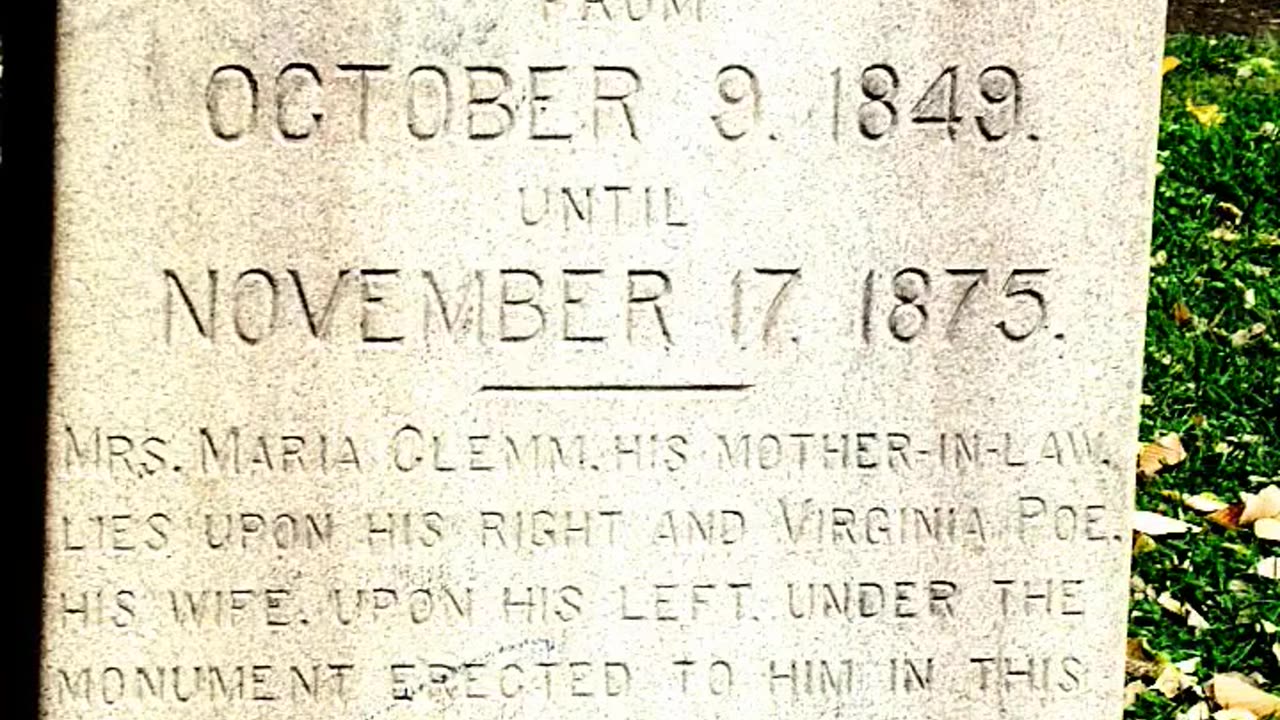 FROM
OCTOBER 9. 1849.
UNTIL
NOVEMBER 17. 1875.
MRS. MARIA CLEMM. HIS MOTHER-IN-LAW.
LIES UPON HIS RIGHT AND VIRGINIA POE.
HIS WIFE. UPON HIS LEFT. UNDER THE
MONUMENT ERECTED TO HIM IN THIS